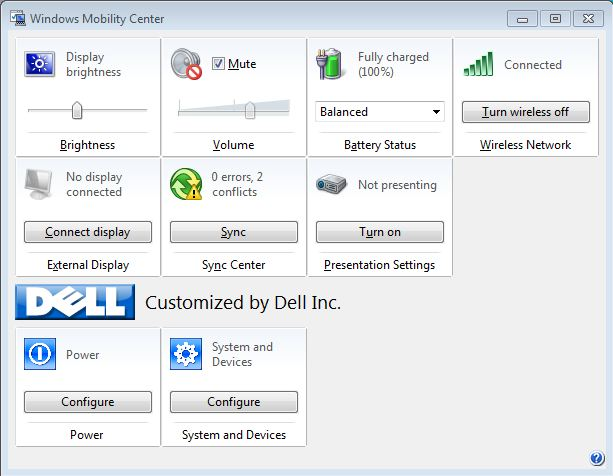 Windows Mobility Center
Display
brightness
Brightness
Mute
Volume
Fully charged
(100%)
Balanced
Battery Status
Connected
Turn wireless off
Wireless Network
No display
connected
Connect display
External Display
0 errors, 2
conflicts
Sync
Sync Center
Not presenting
Turn on
Presentation Settings
DELL
Customized by Dell Inc.
Power
Configure
Power
System and
Devices
Configure
System and Devices
?